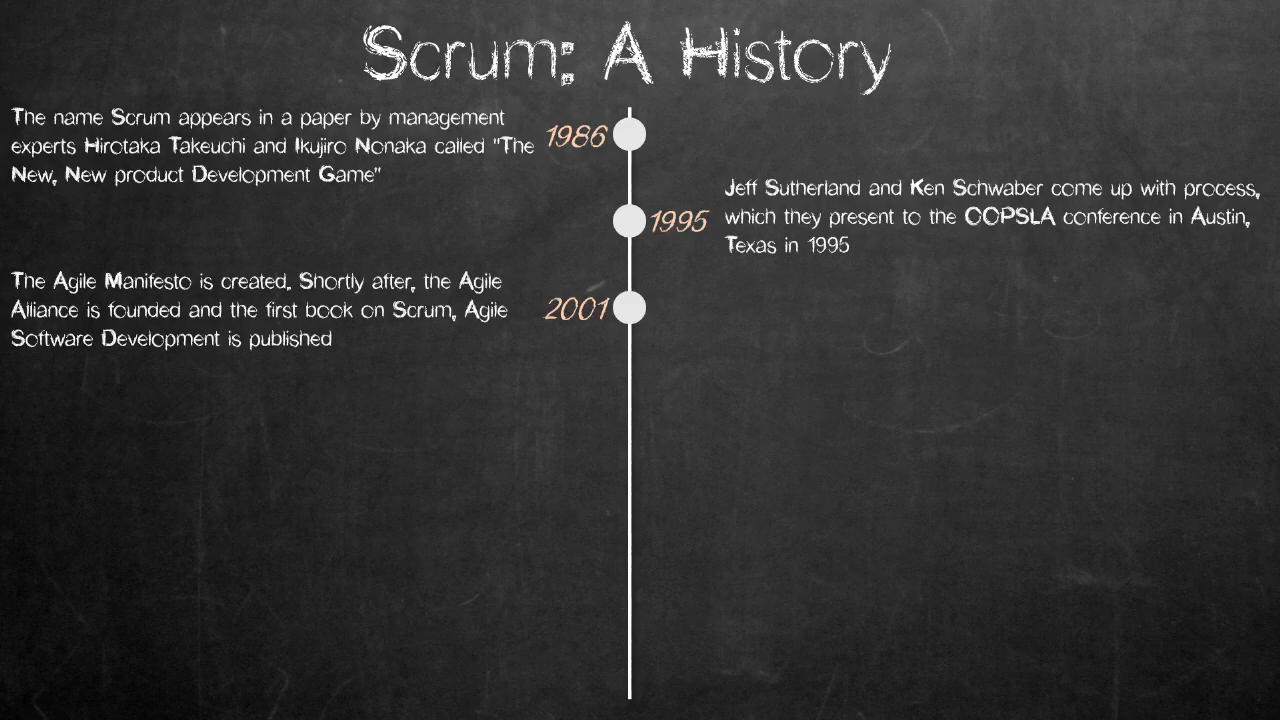 Scrum: A History
The name Scrum appears in a paper by management
experts Hirotaka Takeuchi and Ikujiro Nonaka called "The
New, New product Development Game"
1986
1995
Jeff Sutherland and Ken Schwaber come up with process,
which they present to the OOPSLA conference in Austin,
Texas in 1995
The Agile Manifesto is created. Shortly after, the Agile
Alliance is founded and the first book on Scrum, Agile
Software Development is published
2001